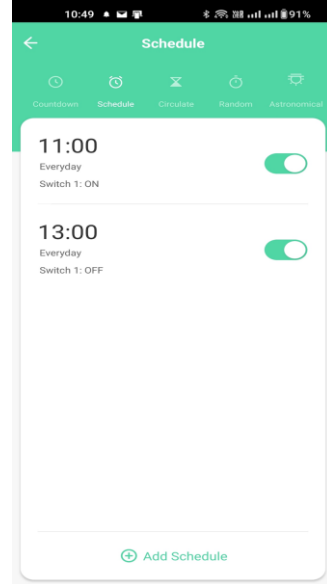 10:49 91%
Schedule
Countdown Schedule Circulate Random Astronomical
11:00
Everyday
Switch 1: ON
13:00
Everyday
Switch 1: OFF
Add Schedule